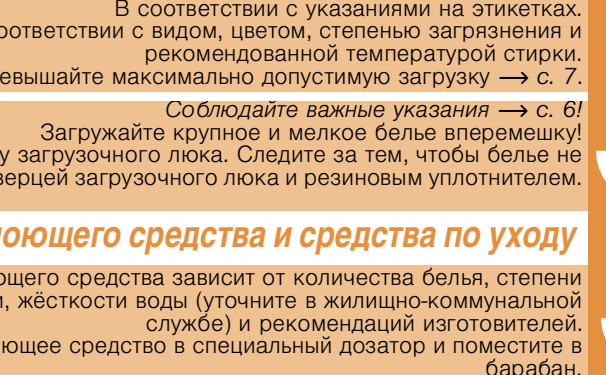 В соответствии с указаниями на этикетках.
соответствии с видом, цветом, степенью загрязнения и
рекомендованной температурой стирки.
евышайте максимально допустимую загрузку → с. 7.
Соблюдайте важные указания → с. 6!
Загружайте крупное и мелкое белье вперемешку!
у загрузочного люка. Следите за тем, чтобы белье не
верцей загрузочного люка и резиновым уплотнителем.
моющего средства и средства по уходу
ющего средства зависит от количества белья, степени
и, жёсткости воды (уточните в жилищно-коммунальной
службе) и рекомендаций изготовителей.
ющее средство в специальный дозатор и поместите в
барабан.